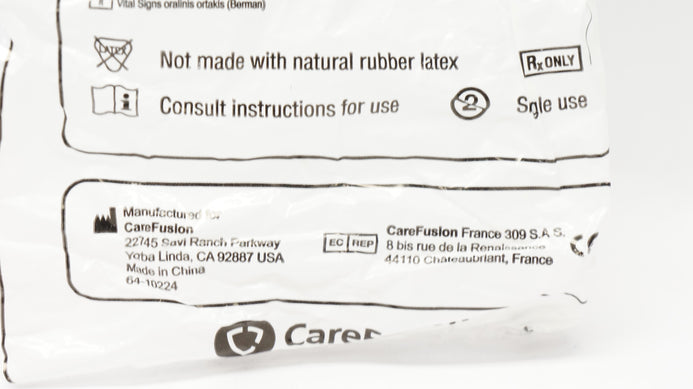 Vital Signs oralinis ortakis (Berman)
LATEX
Not made with natural rubber latex
Rx ONLY
Consult instructions for use
2
Sgle use
Manufactured
CareFusion
22745 Savi Ranch Parkway
Yoba Linda, CA 92887 USA
Made in China
64-10224
EC REP
CareFusion France 309 S.A.S.
8 bis rue de la Renaissance
44110 Chateaubriant, France
Caref